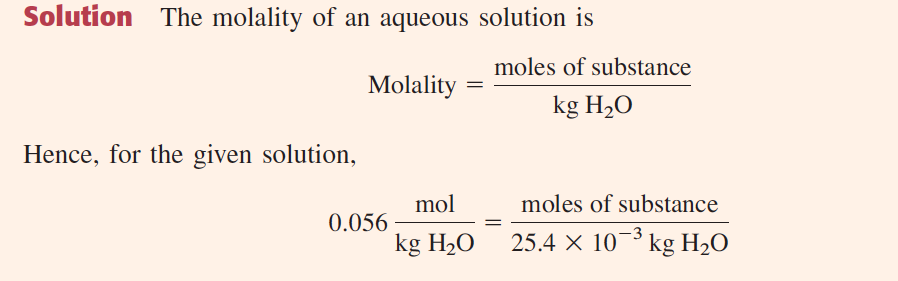 Solution The molality of an aqueous solution is
Molality = moles of substance / kg H₂O
Hence, for the given solution,
0.056 mol / kg H₂O = moles of substance / 25.4 × 10⁻³ kg H₂O